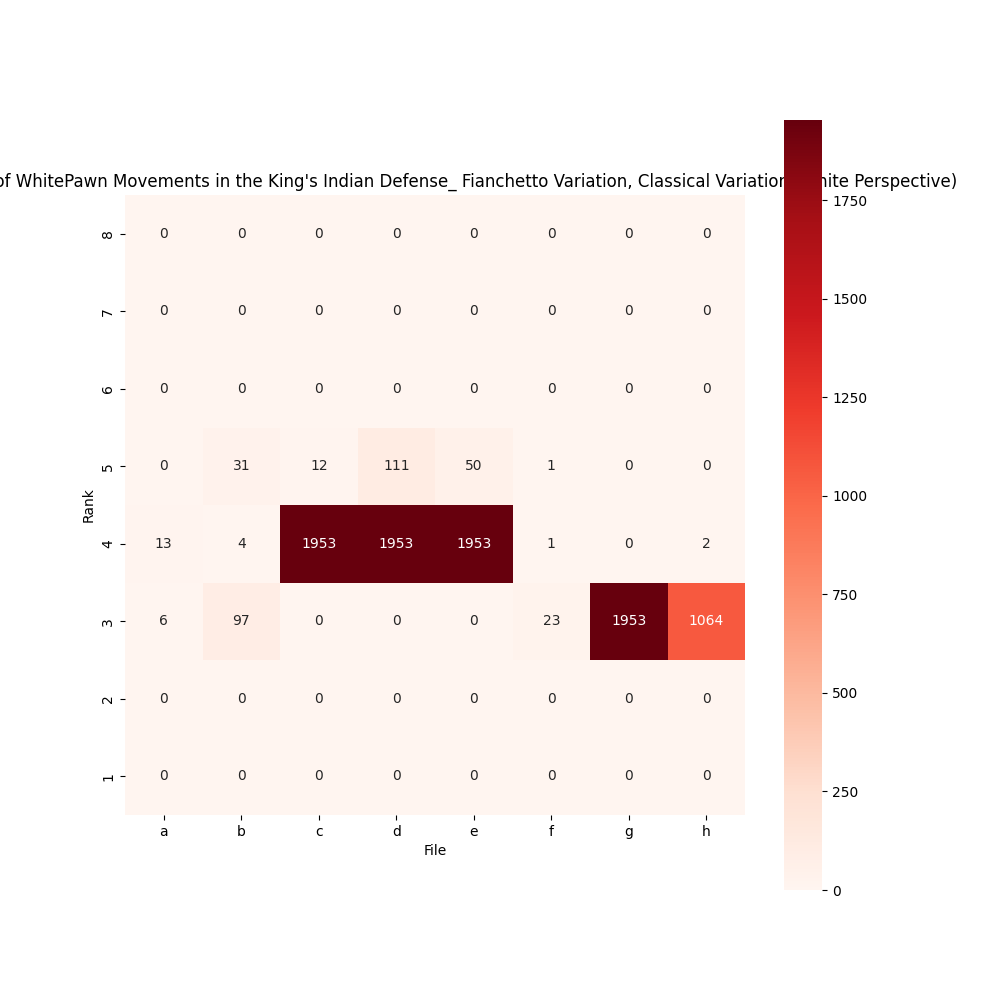 of WhitePawn Movements in the King's Indian Defense_ Fianchetto Variation, Classical Variation Perspective)
1750
8 0 0 0 0 0 0 0 0
7 0 0 0 0 0 0 0 0
1500
6 0 0 0 0 0 0 0 0
1250
5 0 31 12 111 50 1 0 0
1000
Rank
4 13 4 1953 1953 1953 1 0 2
750
3 6 97 0 0 0 23 1953 1064
500
2 0 0 0 0 0 0 0 0
1 0 0 0 0 0 0 0 0
250
a b c d e f g h
File
0